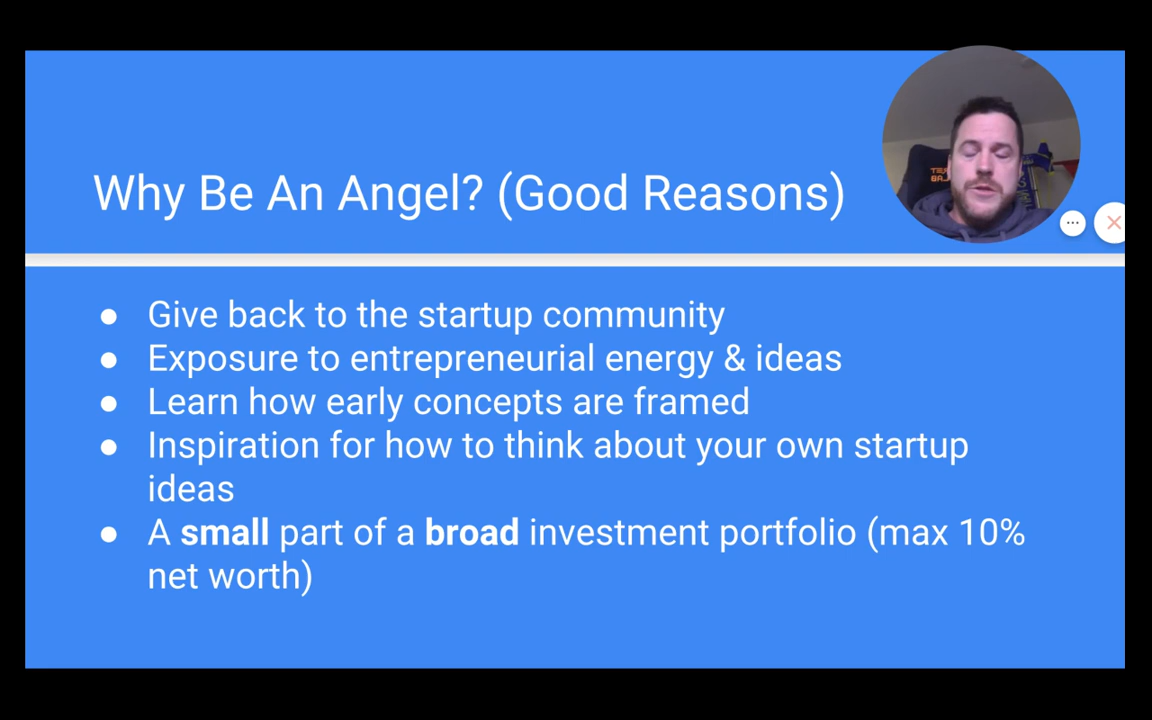 Why Be An Angel? (Good Reasons)
● Give back to the startup community
● Exposure to entrepreneurial energy & ideas
● Learn how early concepts are framed
● Inspiration for how to think about your own startup
ideas
● A small part of a broad investment portfolio (max 10%
net worth)